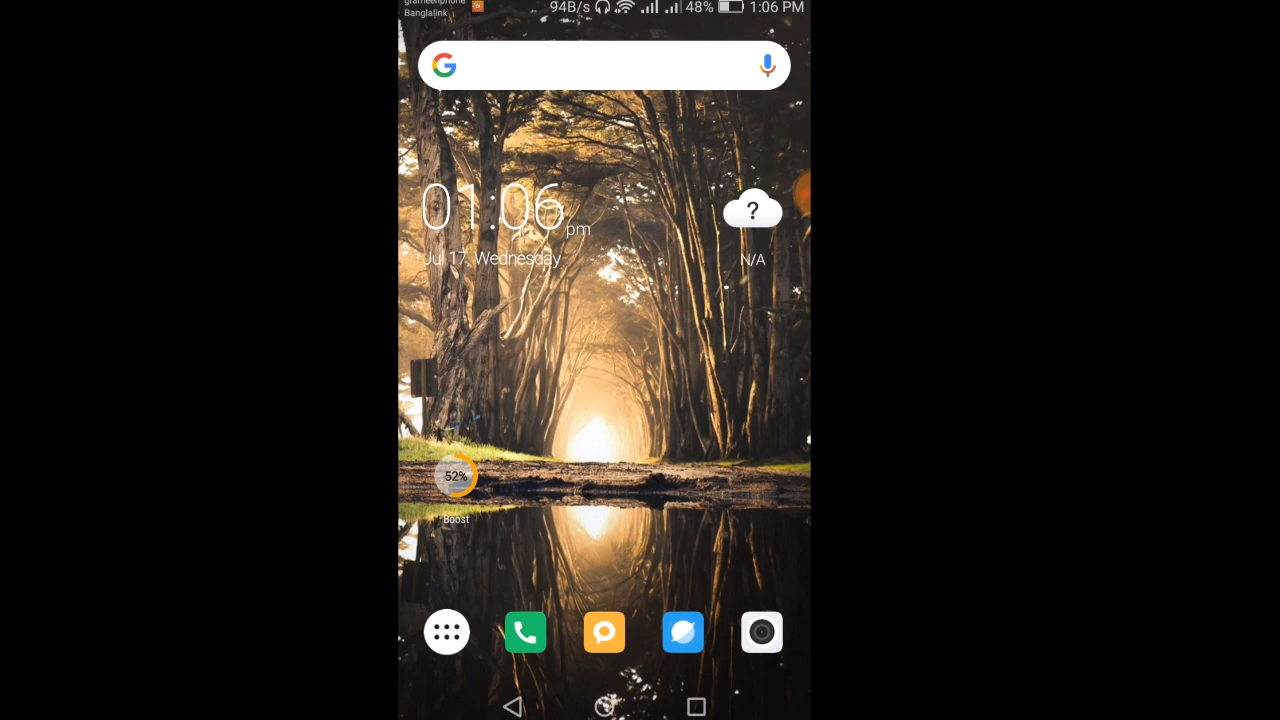 grameenphone
Banglalink
94B/s 48% 1:06 PM
01:06 pm
Jul 17, Wednesday
?
N/A
52%
Boost